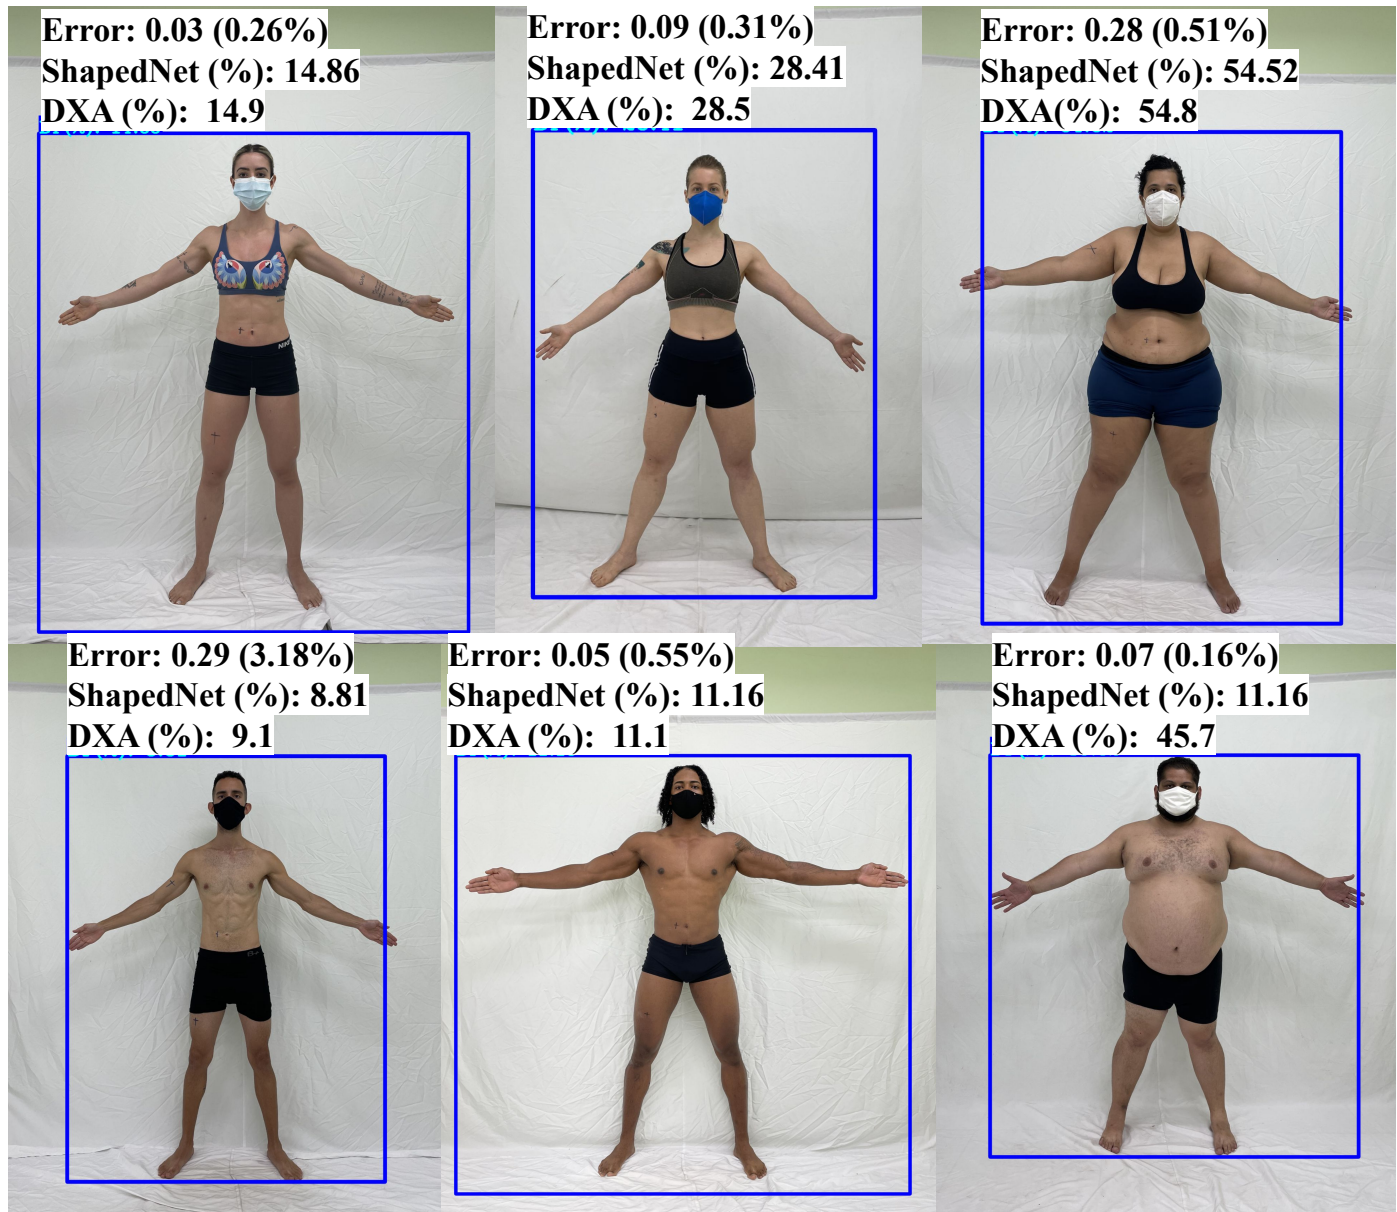 Error: 0.03 (0.26%)
ShapedNet (%): 14.86
DXA (%): 14.9
Error: 0.09 (0.31%)
ShapedNet (%): 28.41
DXA (%): 28.5
Error: 0.28 (0.51%)
ShapedNet (%): 54.52
DXA(%): 54.8
Error: 0.29 (3.18%)
ShapedNet (%): 8.81
DXA (%): 9.1
Error: 0.05 (0.55%)
ShapedNet (%): 11.16
DXA (%): 11.1
Error: 0.07 (0.16%)
ShapedNet (%): 11.16
DXA (%): 45.7